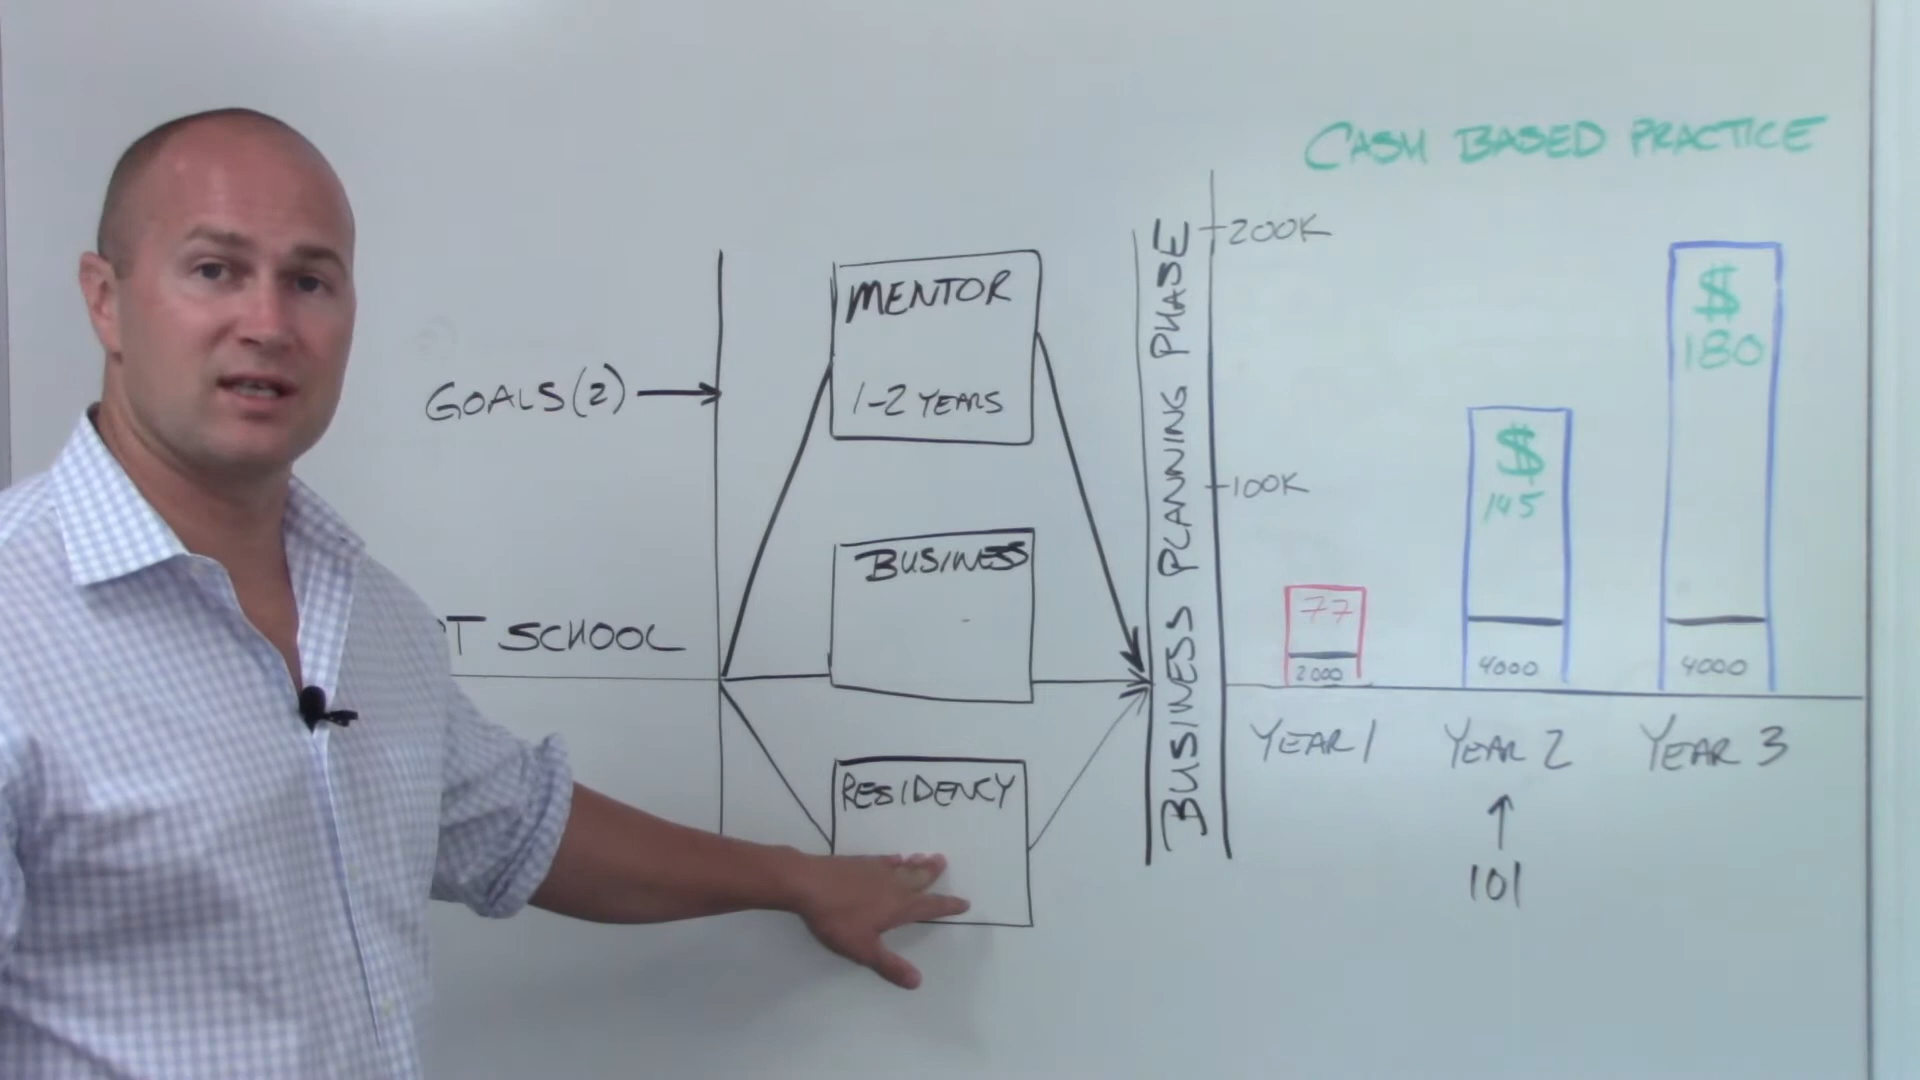 CASH BASED PRACTICE
200K
MENTOR
1-2 YEARS
GOALS(2)
100K
BUSINESS
T SCHOOL
RESIDENCY
BUSINESS PLANNING PHASE
$
180
$
145
77
2000
4000
4000
YEAR 1
YEAR 2
YEAR 3
101